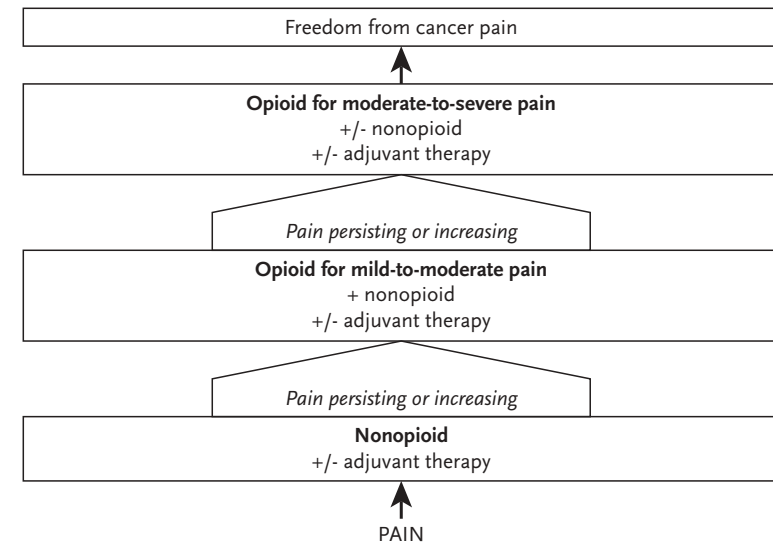 Freedom from cancer pain
Opioid for moderate-to-severe pain
+/- nonopioid
+/- adjuvant therapy
Pain persisting or increasing
Opioid for mild-to-moderate pain
+ nonopioid
+/- adjuvant therapy
Pain persisting or increasing
Nonopioid
+/- adjuvant therapy
PAIN